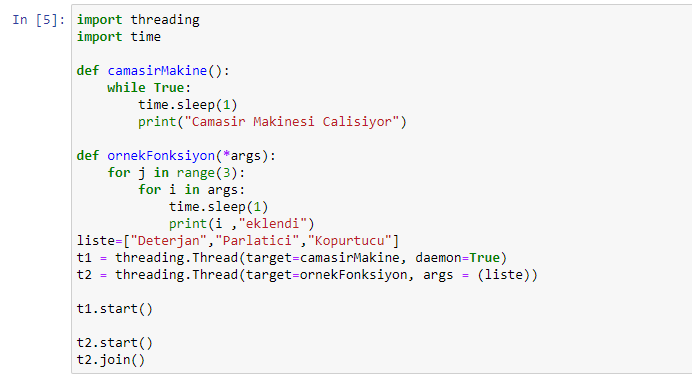 In [5]: import threading
import time
def camasirMakine():
while True:
time.sleep(1)
print("Camasir Makinesi Calisiyor")
def ornekFonksiyon(*args):
for j in range(3):
for i in args:
time.sleep(1)
print(i ,"eklendi")
liste=["Deterjan","Parlatici","Kopurtucu"]
t1 = threading.Thread(target=camasirMakine, daemon=True)
t2 = threading.Thread(target=ornekFonksiyon, args = (liste))
t1.start()
t2.start()
t2.join()